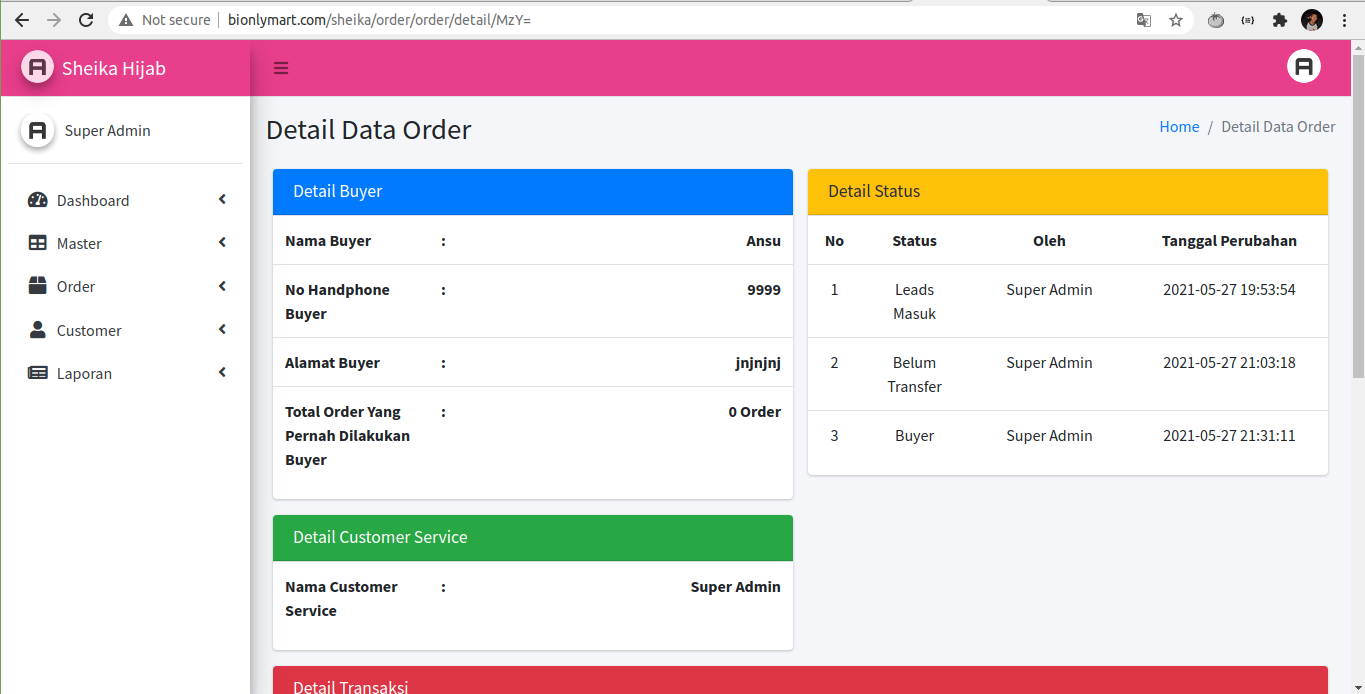 Not secure
bionlymart.com/sheika/order/order/detail/MzY=
Sheika Hijab
Super Admin
Dashboard
Master
Order
Customer
Laporan
Detail Data Order
Home / Detail Data Order
Detail Buyer
Nama Buyer : Ansu
No Handphone : 9999
Buyer
Alamat Buyer : jnjnjnj
Total Order Yang : 0 Order
Pernah Dilakukan
Buyer
Detail Status
No Status Oleh Tanggal Perubahan
1 Leads Super Admin 2021-05-27 19:53:54
Masuk
2 Belum Super Admin 2021-05-27 21:03:18
Transfer
3 Buyer Super Admin 2021-05-27 21:31:11
Detail Customer Service
Nama Customer : Super Admin
Service
Detail Transaksi